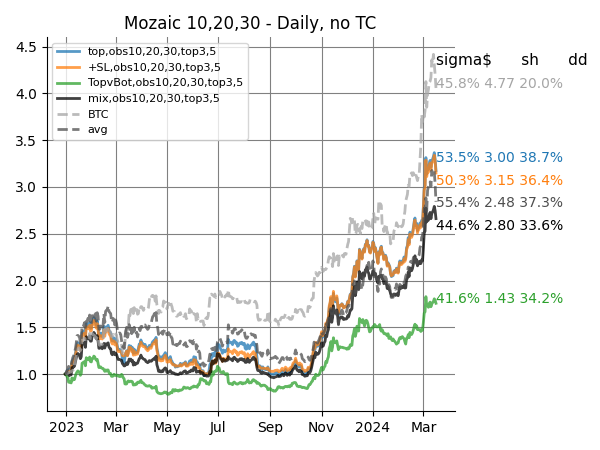 Mozaic 10,20,30 - Daily, no TC
4.5
4.0
3.5
3.0
2.5
2.0
1.5
1.0
top,obs10,20,30,top3,5
+SL,obs10,20,30,top3,5
TopvBot,obs10,20,30,top3,5
mix,obs10,20,30,top3,5
BTC
avg
sigma$ sh dd
45.8% 4.77 20.0%
53.5% 3.00 38.7%
50.3% 3.15 36.4%
55.4% 2.48 37.3%
44.6% 2.80 33.6%
41.6% 1.43 34.2%
2023 Mar May Jul Sep Nov 2024 Mar